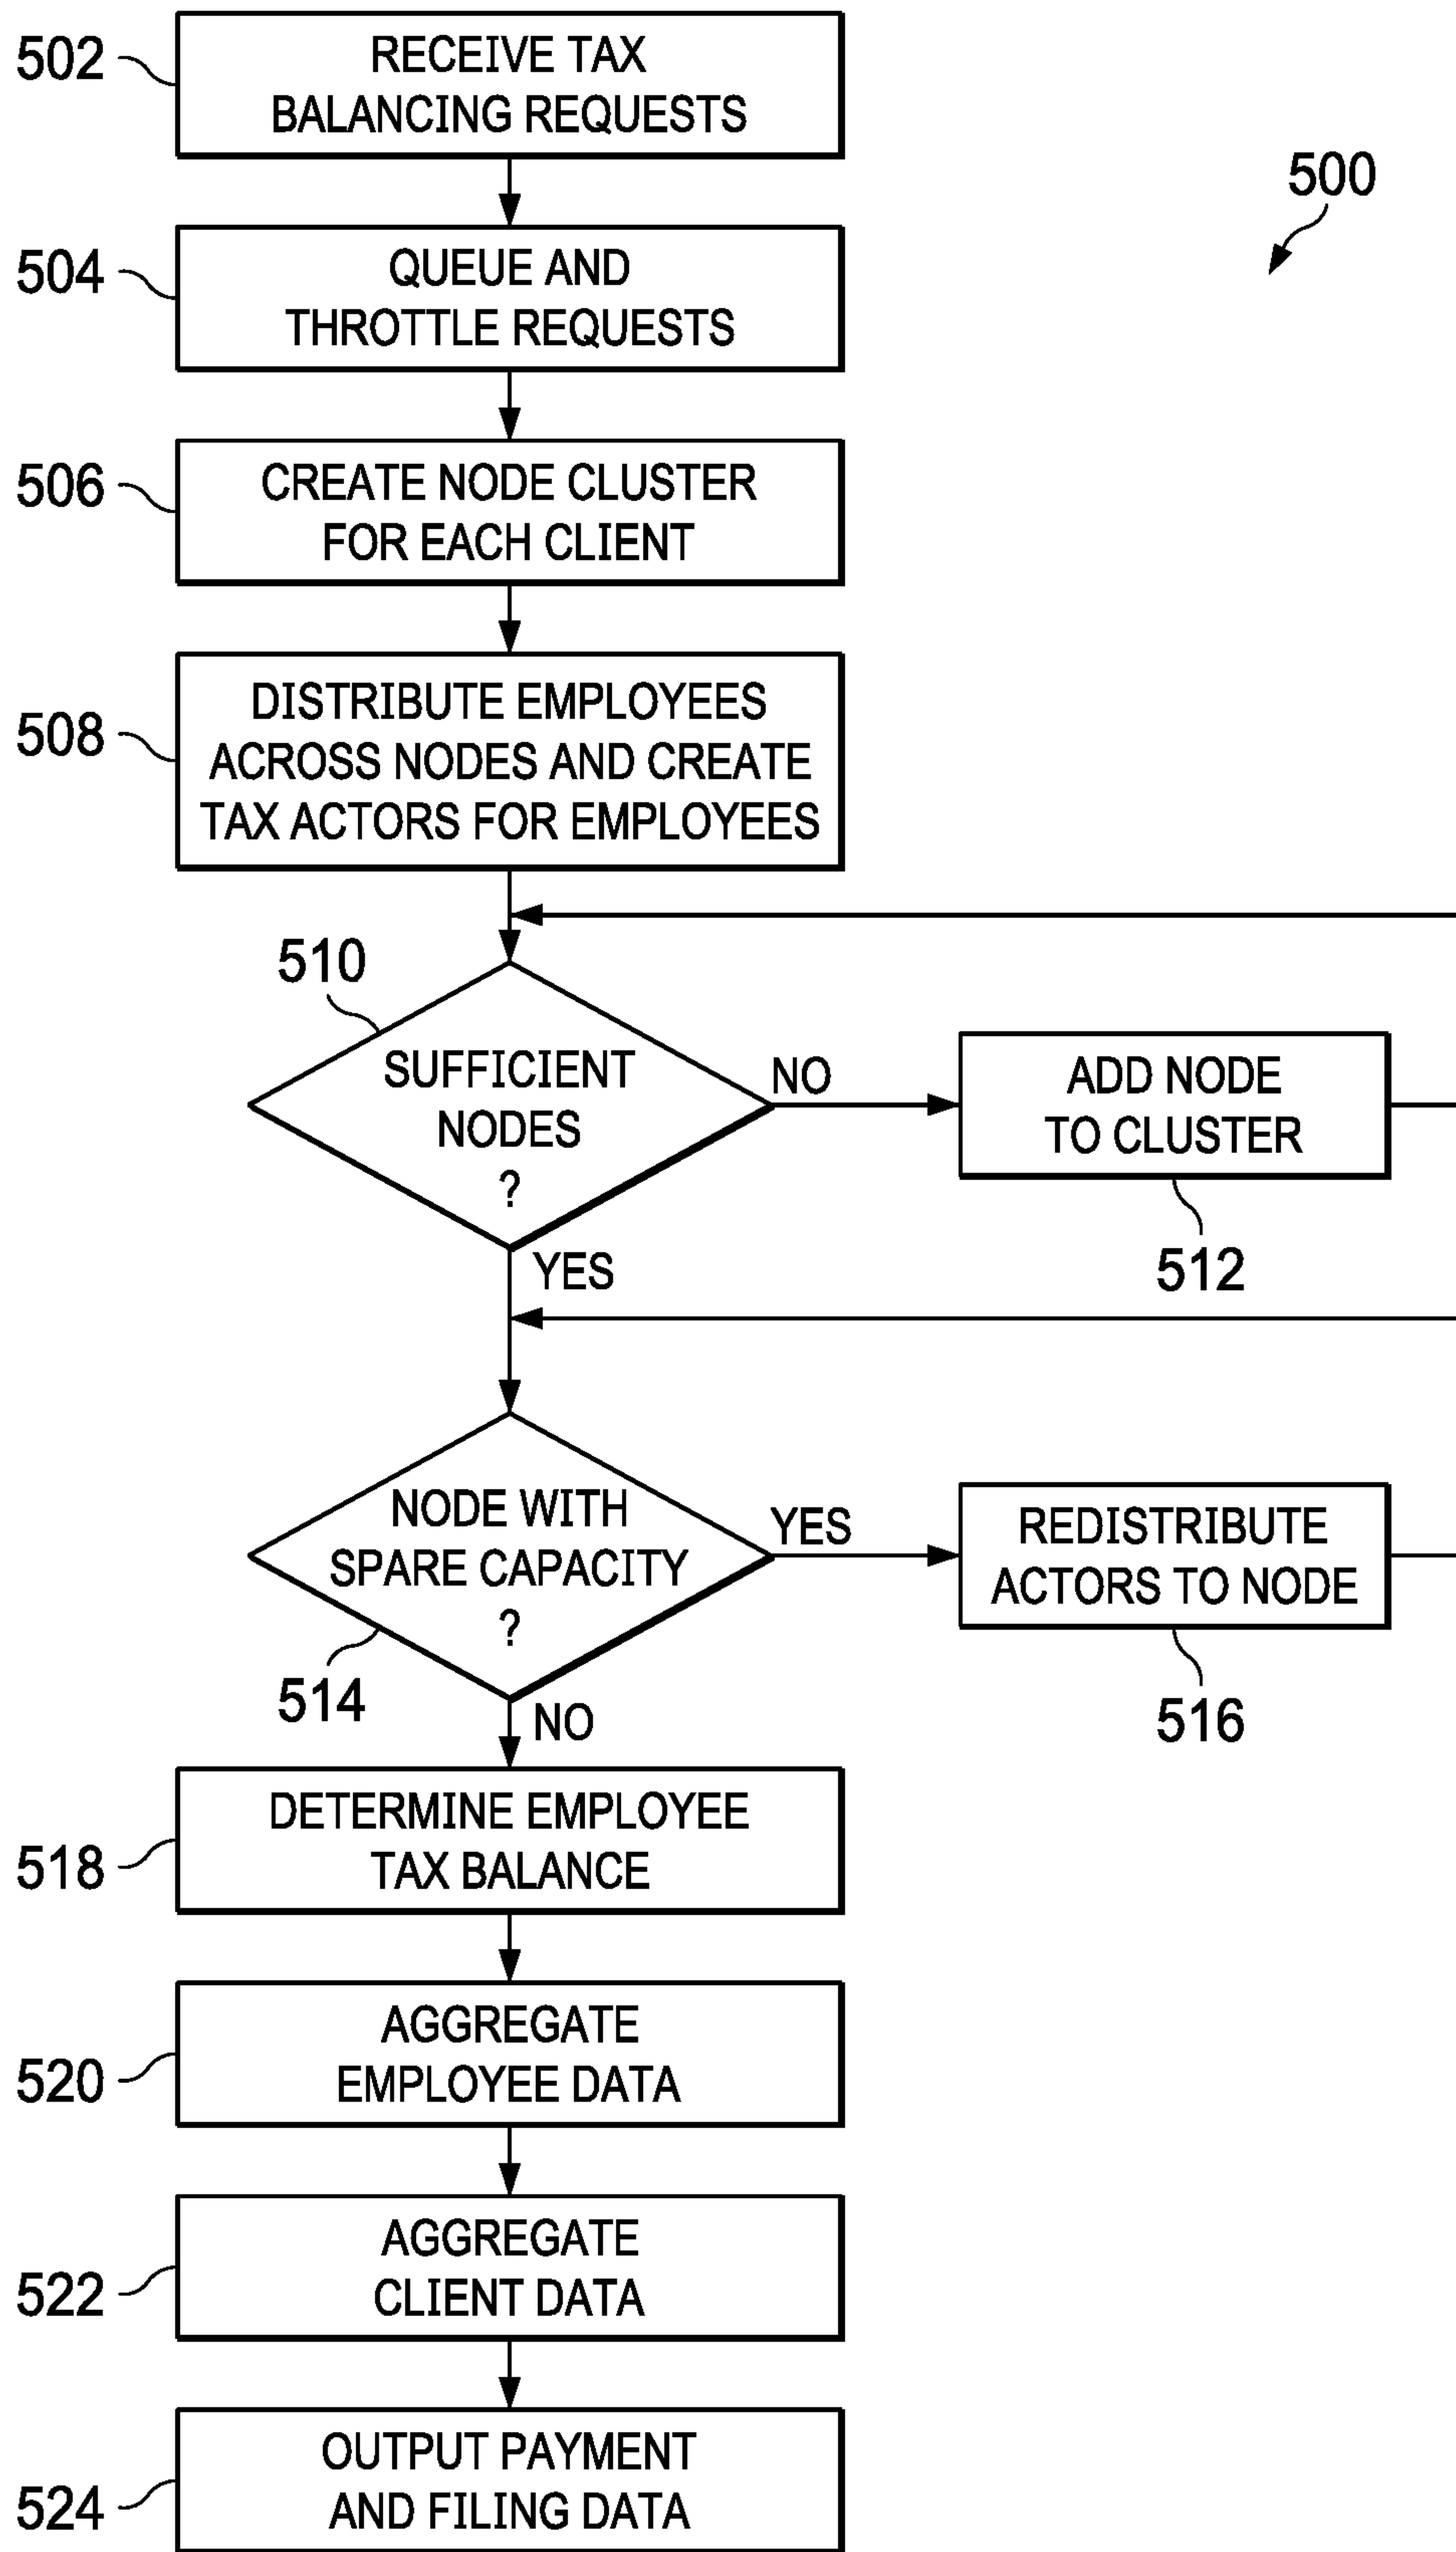 502
RECEIVE TAX
BALANCING REQUESTS
500
504
QUEUE AND
THROTTLE REQUESTS
506
CREATE NODE CLUSTER
FOR EACH CLIENT
508
DISTRIBUTE EMPLOYEES
ACROSS NODES AND CREATE
TAX ACTORS FOR EMPLOYEES
510
SUFFICIENT
NODES
?
NO
ADD NODE
TO CLUSTER
512
YES
NODE WITH
SPARE CAPACITY
?
514
YES
REDISTRIBUTE
ACTORS TO NODE
516
NO
518
DETERMINE EMPLOYEE
TAX BALANCE
520
AGGREGATE
EMPLOYEE DATA
522
AGGREGATE
CLIENT DATA
524
OUTPUT PAYMENT
AND FILING DATA